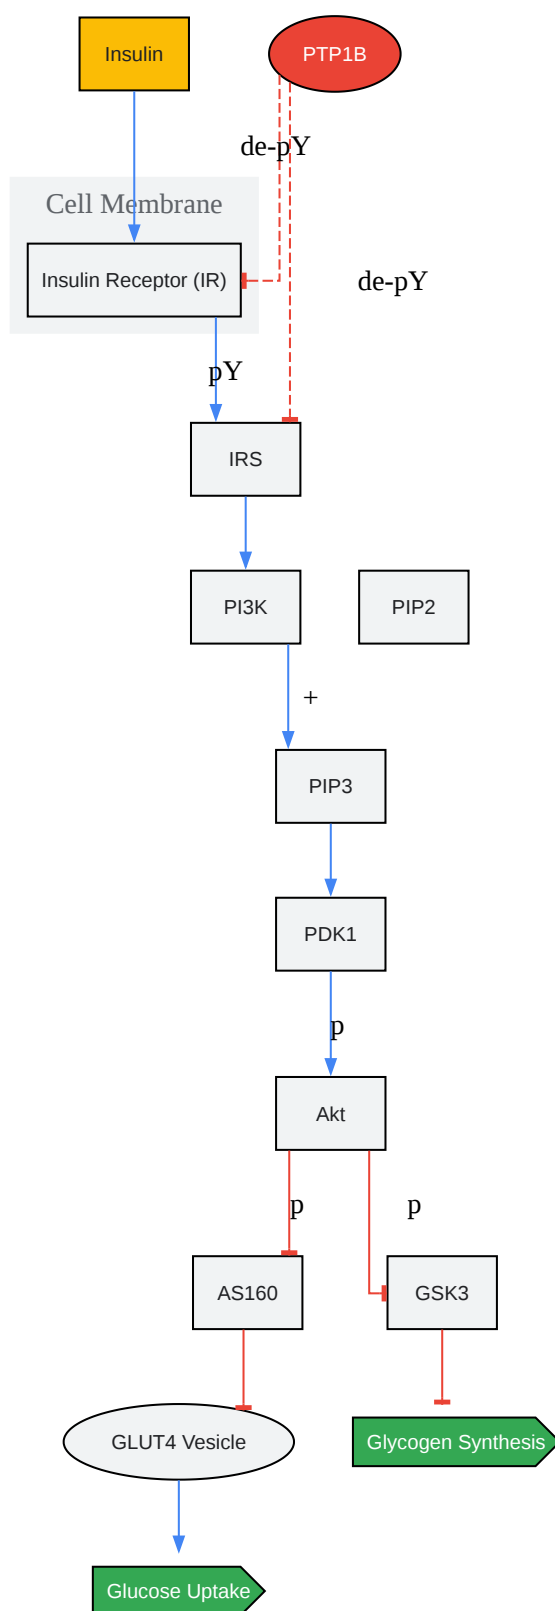 Insulin
PTP1B
de-pY
Cell Membrane
Insulin Receptor (IR)
de-pY
pY
IRS
PI3K
PIP2
+
PIP3
PDK1
p
Akt
p
p
AS160
GSK3
GLUT4 Vesicle
Glycogen Synthesis
Glucose Uptake